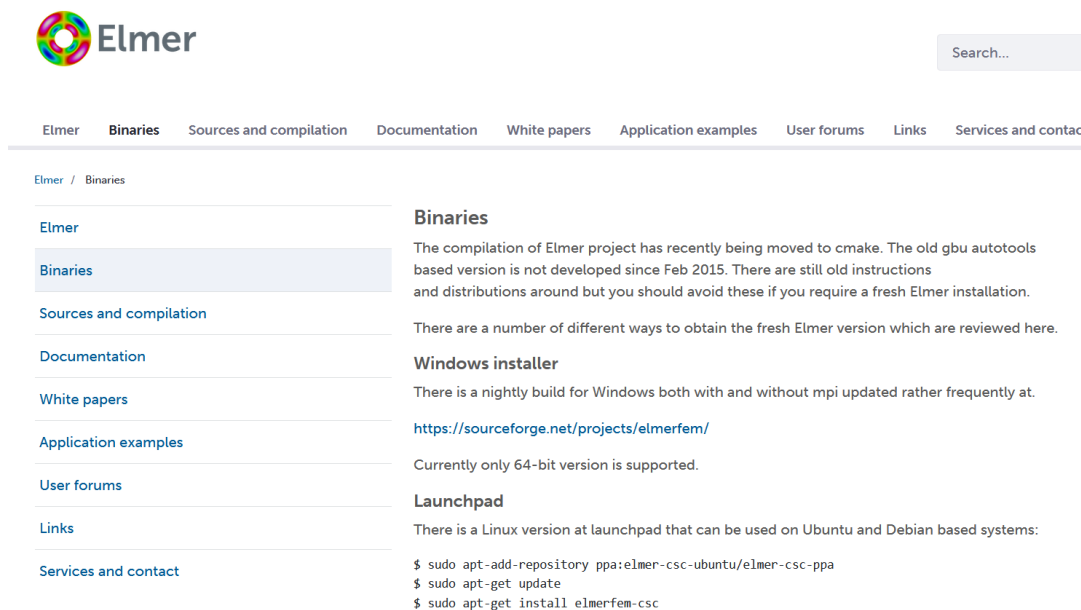 Elmer
Search...
Elmer Binaries Sources and compilation Documentation White papers Application examples User forums Links Services and contac
Elmer / Binaries
Elmer
Binaries
Sources and compilation
Documentation
White papers
Application examples
User forums
Links
Services and contact
Binaries
The compilation of Elmer project has recently being moved to cmake. The old gbu autotools
based version is not developed since Feb 2015. There are still old instructions
and distributions around but you should avoid these if you require a fresh Elmer installation.
There are a number of different ways to obtain the fresh Elmer version which are reviewed here.
Windows installer
There is a nightly build for Windows both with and without mpi updated rather frequently at.
https://sourceforge.net/projects/elmerfem/
Currently only 64-bit version is supported.
Launchpad
There is a Linux version at launchpad that can be used on Ubuntu and Debian based systems:
$ sudo apt-add-repository ppa:elmer-csc-ubuntu/elmer-csc-ppa
$ sudo apt-get update
$ sudo apt-get install elmerfem-csc